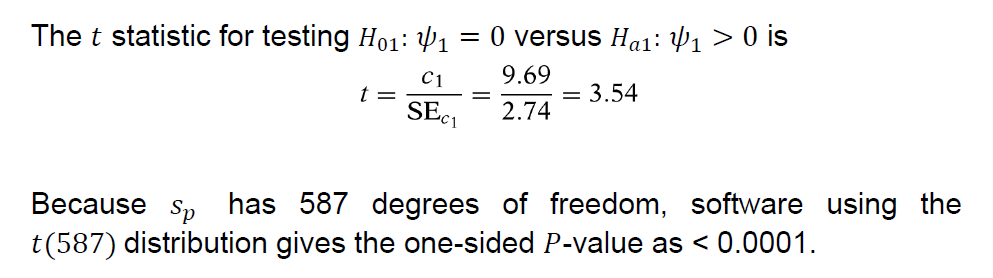 The t statistic for testing H₀₁: ψ₁ = 0 versus Hₐ₁: ψ₁ > 0 is
t = c₁/SE_c₁ = 9.69/2.74 = 3.54
Because sₚ has 587 degrees of freedom, software using the
t(587) distribution gives the one-sided P-value as < 0.0001.